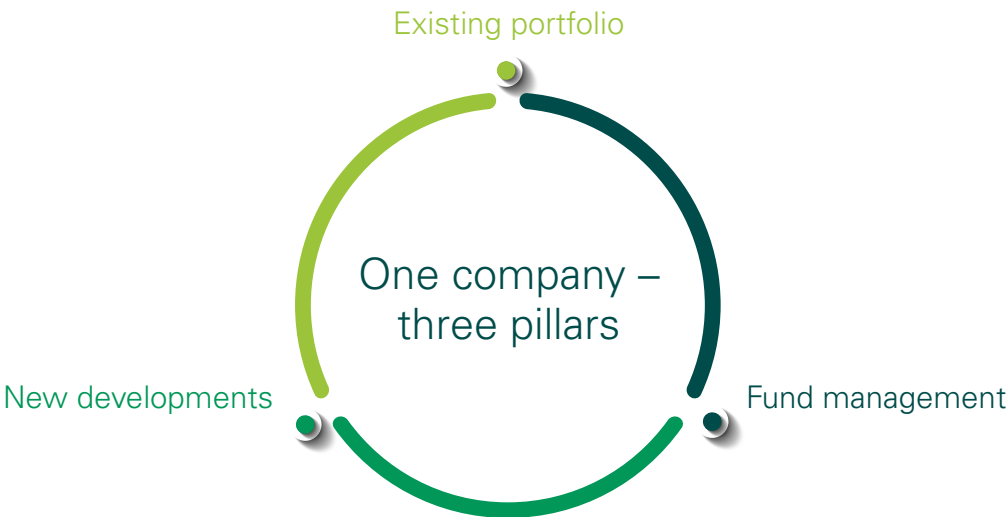 Existing portfolio
One company –
three pillars
New developments
Fund management